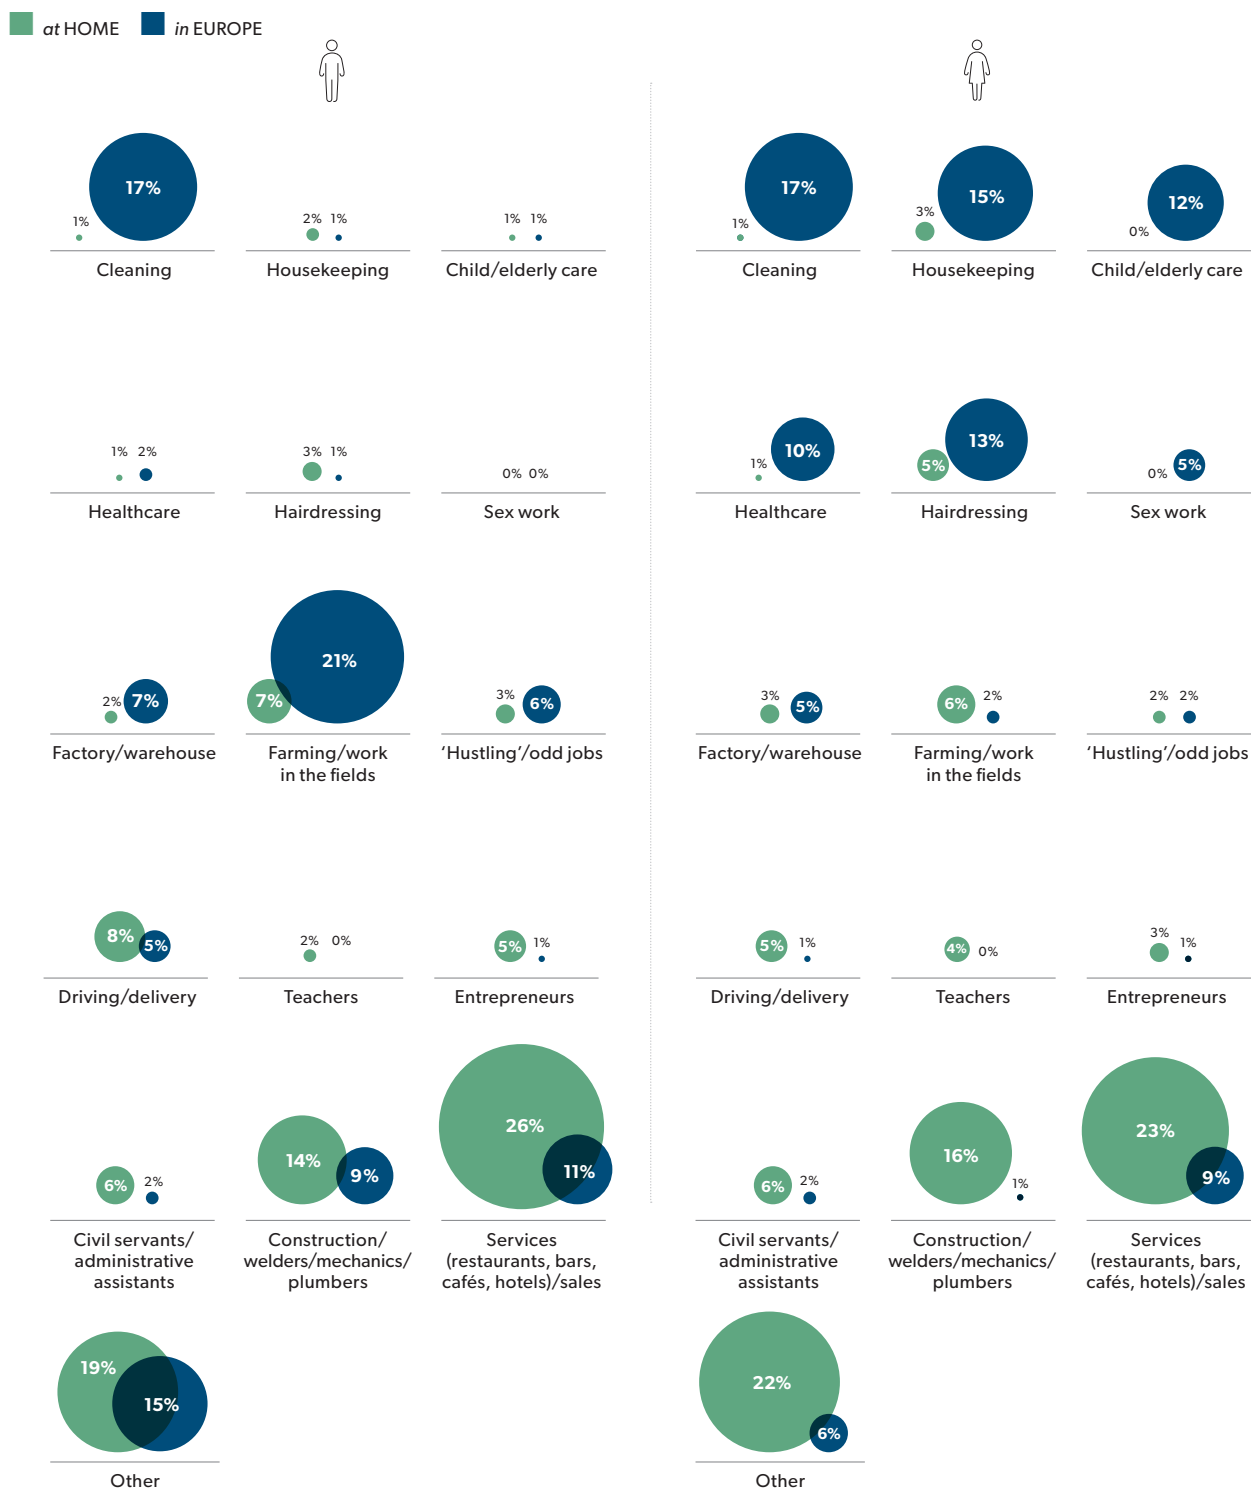 at HOME in EUROPE
1% 17%
Cleaning
2% 1%
Housekeeping
1% 1%
Child/elderly care
1% 17%
Cleaning
3% 15%
Housekeeping
0% 12%
Child/elderly care
1% 2%
Healthcare
3% 1%
Hairdressing
0% 0%
Sex work
1% 10%
Healthcare
5% 13%
Hairdressing
0% 5%
Sex work
2% 7%
Factory/warehouse
7% 21%
Farming/work
in the fields
3% 6%
‘Hustling’/odd jobs
3% 5%
Factory/warehouse
6% 2%
Farming/work
in the fields
2% 2%
‘Hustling’/odd jobs
8% 5%
Driving/delivery
2% 0%
Teachers
5% 1%
Entrepreneurs
5% 1%
Driving/delivery
4% 0%
Teachers
3% 1%
Entrepreneurs
6% 2%
Civil servants/
administrative
assistants
14% 9%
Construction/
welders/mechanics/
plumbers
26% 11%
Services
(restaurants, bars,
cafés, hotels)/sales
6% 2%
Civil servants/
administrative
assistants
16% 1%
Construction/
welders/mechanics/
plumbers
23% 9%
Services
(restaurants, bars,
cafés, hotels)/sales
19% 15%
Other
22% 6%
Other